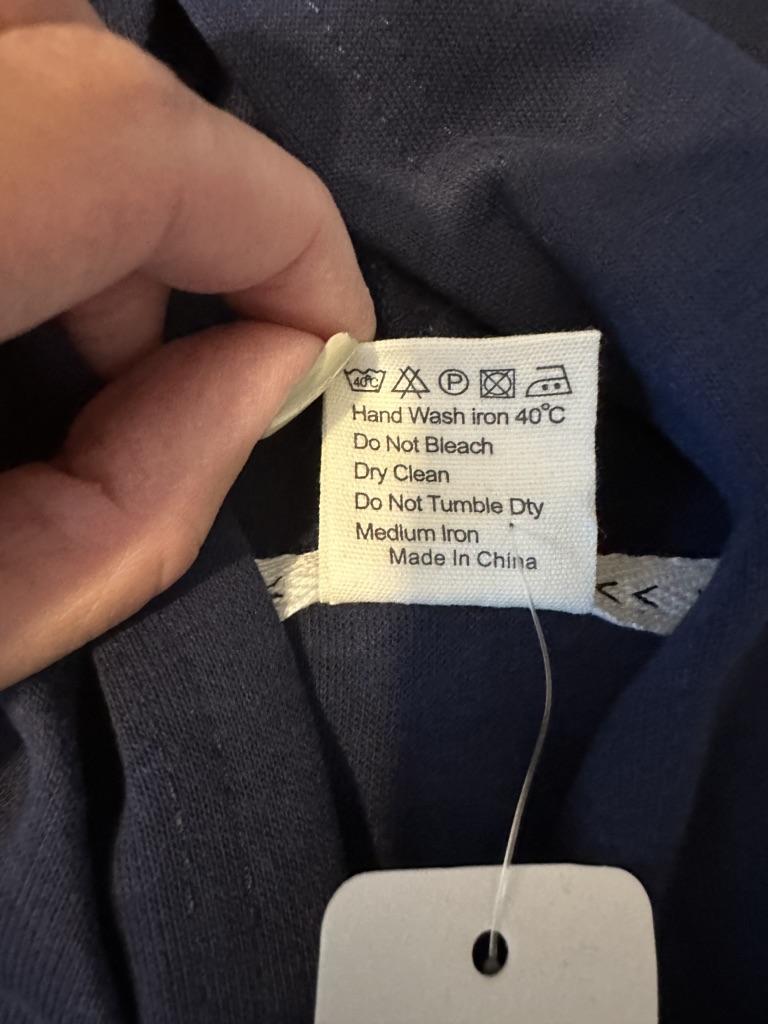 40°C P
Hand Wash iron 40°C
Do Not Bleach
Dry Clean
Do Not Tumble Dty
Medium Iron
Made In China